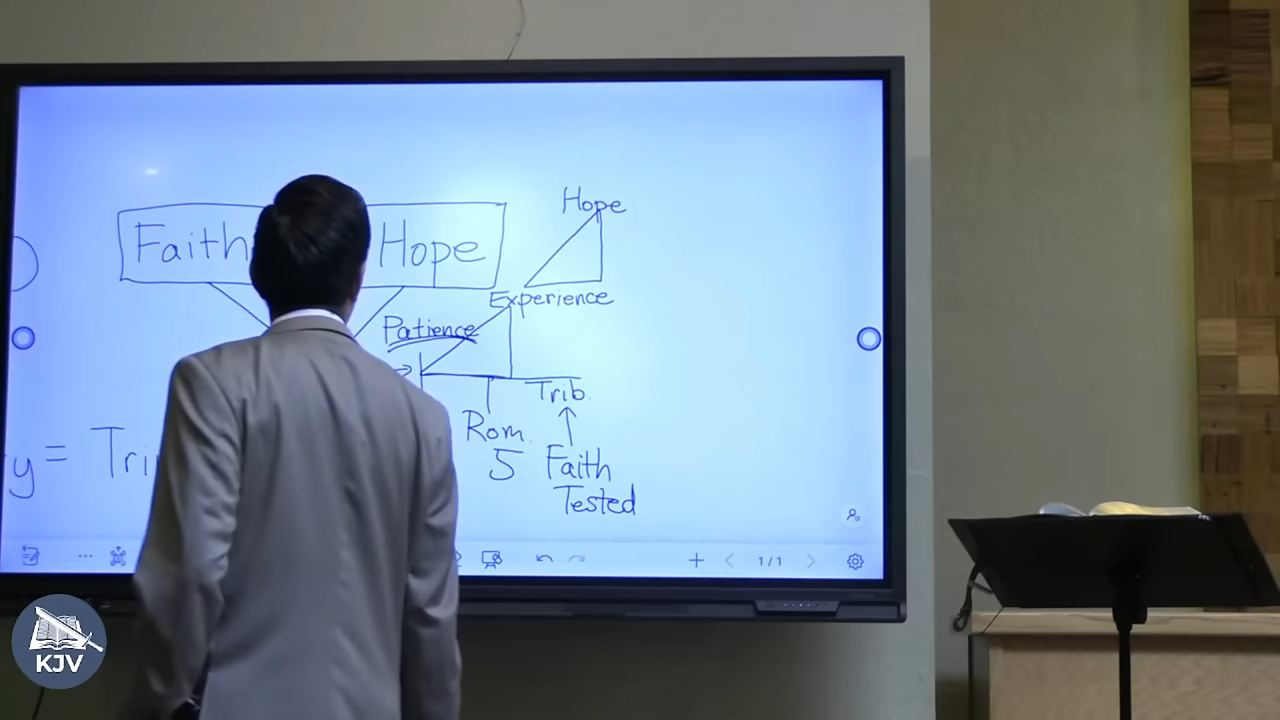 Hope
Faith Hope
Experience
Patience
Trib.
Rom.
5
Faith
Tested
y = Tri
1/1
KJV